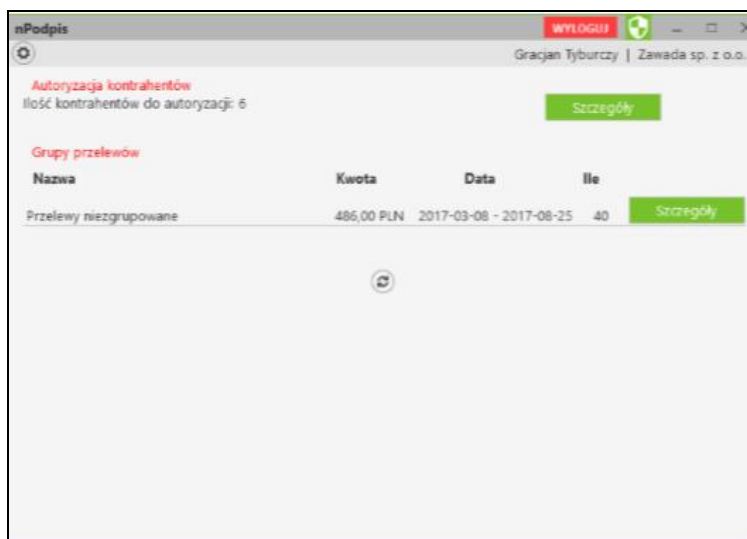 nPodpis WYLOGUJ
Gracjan Tyburczy | Zawada sp. z o.o.
Autoryzacja kontrahentów
Ilość kontrahentów do autoryzacji: 6 Szczegóły
Grupy przelewów
Nazwa Kwota Data Ile
Przelewy niezgrupowane 486,00 PLN 2017-03-08 - 2017-08-25 40 Szczegóły